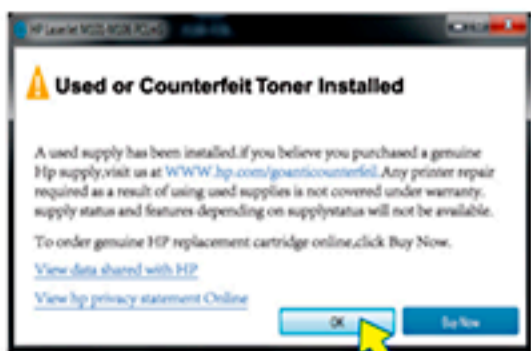 Used or Counterfeit Toner Installed
A used supply has been installed.if you believe you purchased a genuine
Hp supply,visit us at WWW.hp.com/goanticounterfeil.Any printer repair
required as a result of using used supplies is not covered under warranty.
supply status and features depending on supplystatus will not be available.
To order genuine HP replacement cartridge online,click Buy Now.
View data shared with HP
View hp privacy statement Online
OK
Buy Now